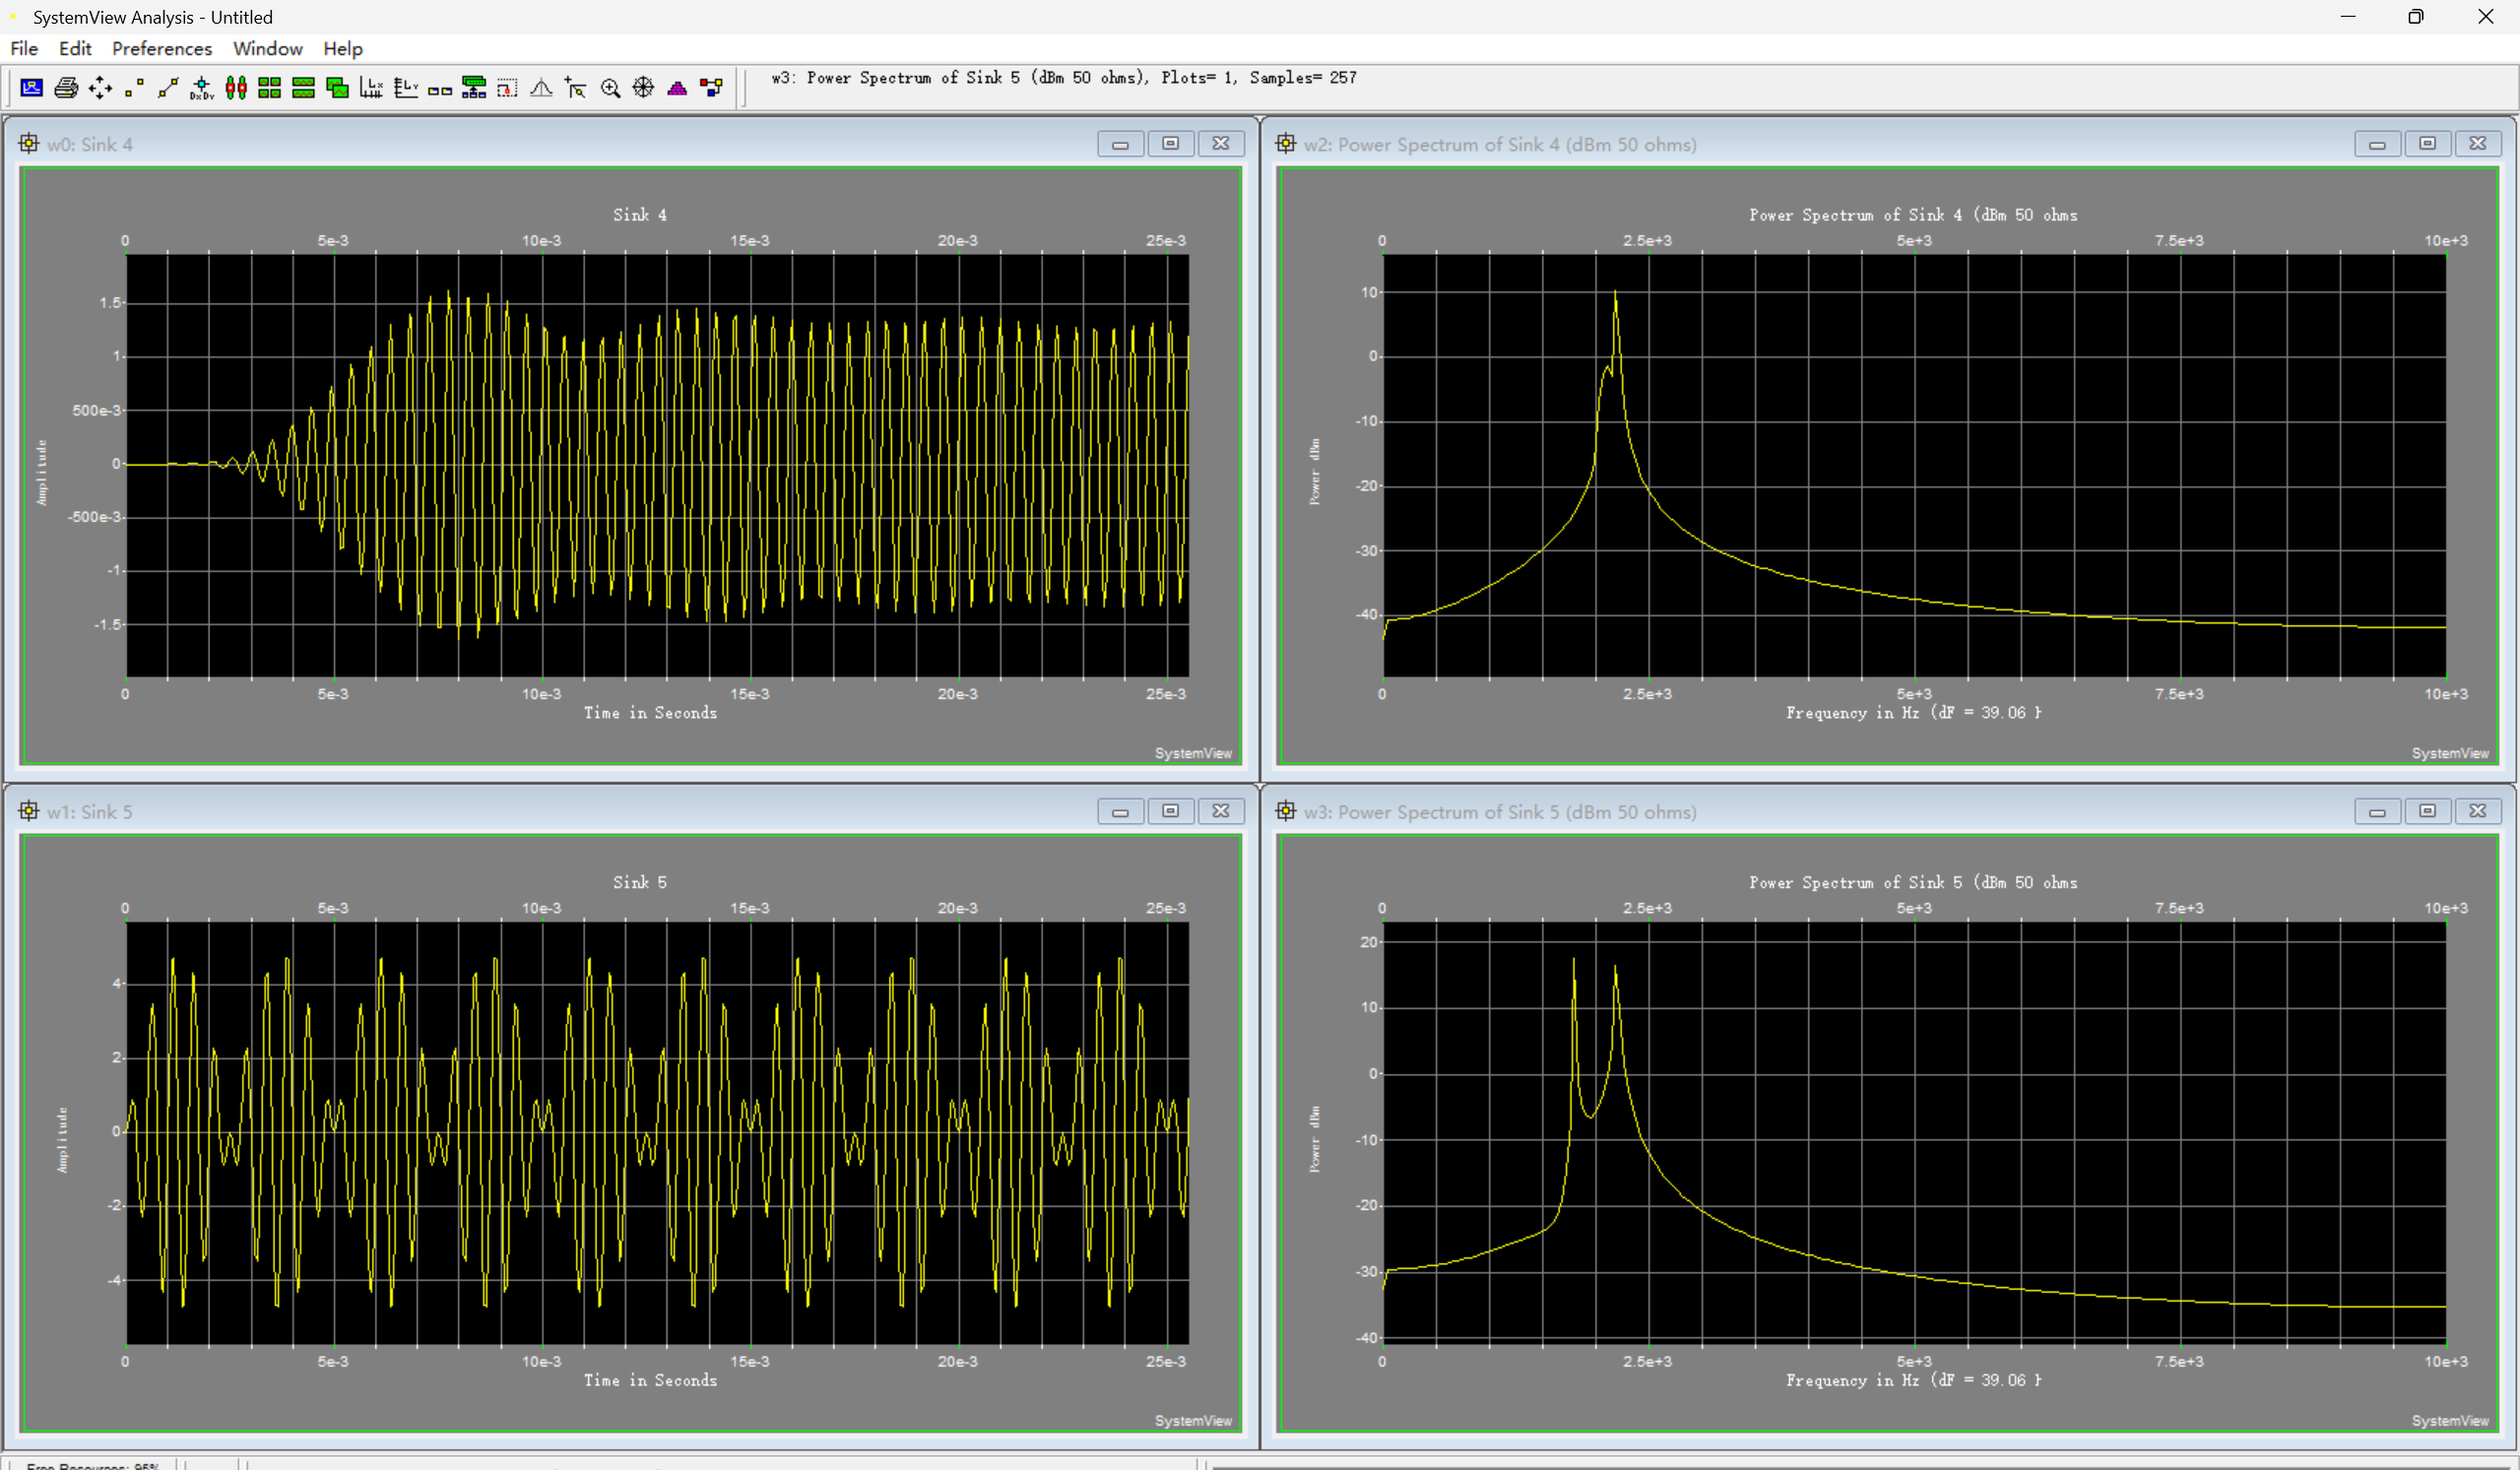 SystemView Analysis - Untitled
File Edit Preferences Window Help
w3: Power Spectrum of Sink 5 (dBm 50 ohms), Plots= 1, Samples= 257
w0: Sink 4
Sink 4
0 5e-3 10e-3 15e-3 20e-3 25e-3
1.5
1
500e-3
0
-500e-3
-1
-1.5
Amplitude
0 5e-3 10e-3 15e-3 20e-3 25e-3
Time in Seconds
SystemView
w2: Power Spectrum of Sink 4 (dBm 50 ohms)
Power Spectrum of Sink 4 (dBm 50 ohms
0 2.5e+3 5e+3 7.5e+3 10e+3
10
0
-10
-20
-30
-40
Power dBm
0 2.5e+3 5e+3 7.5e+3 10e+3
Frequency in Hz (dF = 39.06 }
SystemView
w1: Sink 5
Sink 5
0 5e-3 10e-3 15e-3 20e-3 25e-3
4
2
0
-2
-4
Amplitude
0 5e-3 10e-3 15e-3 20e-3 25e-3
Time in Seconds
SystemView
w3: Power Spectrum of Sink 5 (dBm 50 ohms)
Power Spectrum of Sink 5 (dBm 50 ohms
0 2.5e+3 5e+3 7.5e+3 10e+3
20
10
0
-10
-20
-30
-40
Power dBm
0 2.5e+3 5e+3 7.5e+3 10e+3
Frequency in Hz (dF = 39.06 }
SystemView
Free Resources: 95%